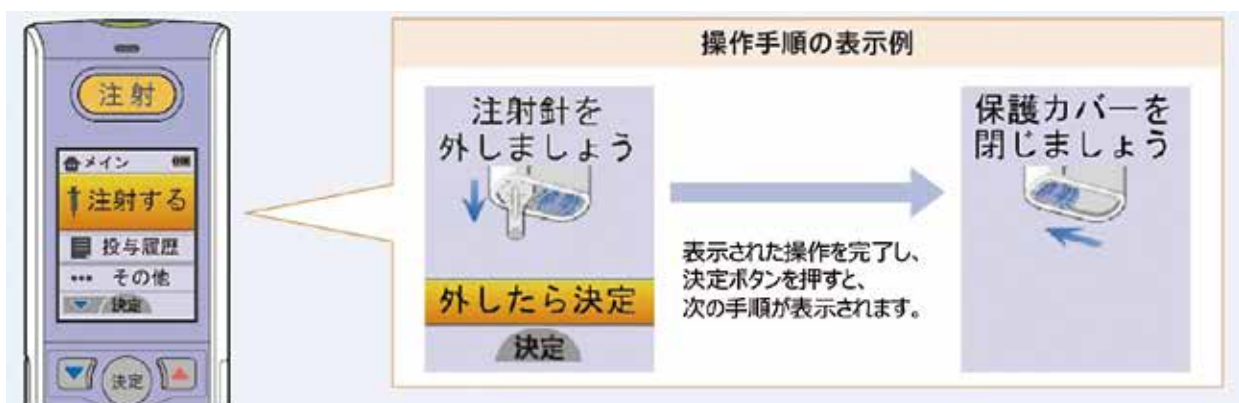 注射
メイン
注射する
投与履歴
その他
決定
決定
操作手順の表示例
注射針を
外しましょう
外したら決定
決定
表示された操作を完了し、
決定ボタンを押すと、
次の手順が表示されます。
保護カバーを
閉じましょう